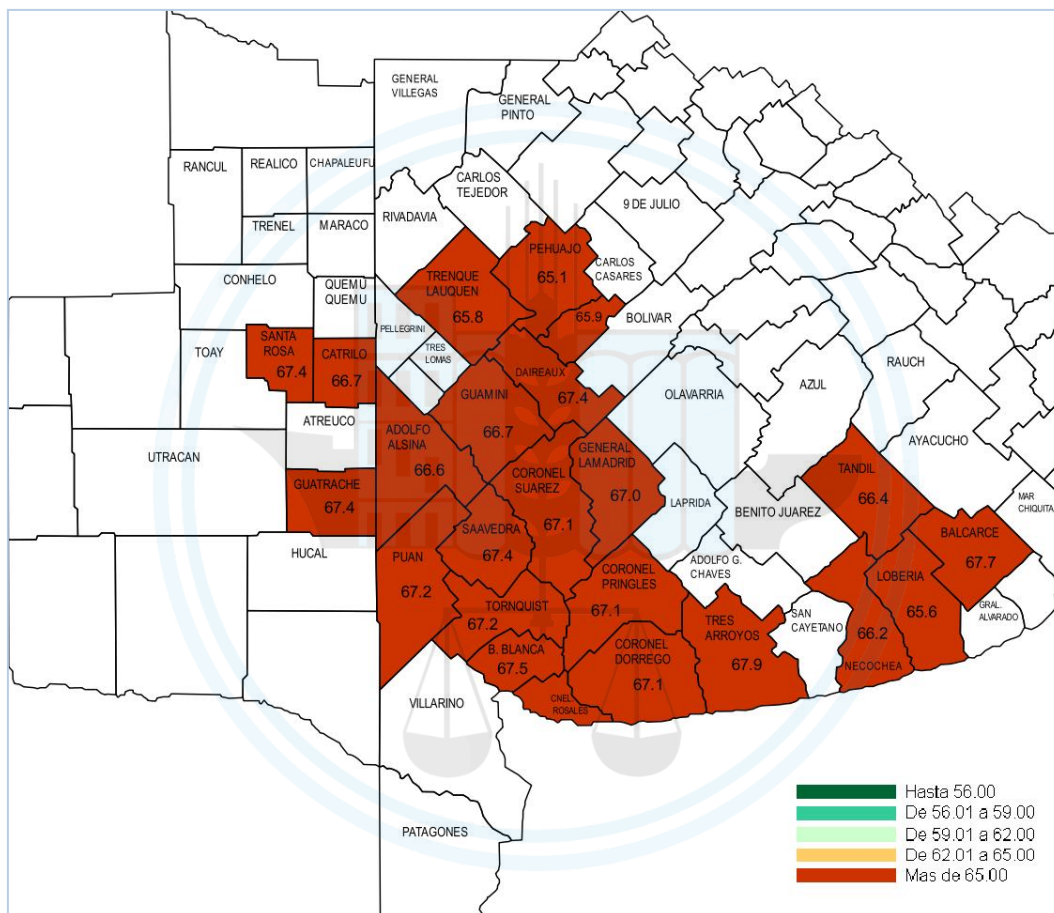 GENERAL
VILLEGAS
GENERAL
PINTO
RANCUL
REALICO
CHAPALEUFU
CARLOS
TEJEDOR
RIVADAVIA
9 DE JULIO
TRENEL
MARACO
PEHUAJO
65.1
CARLOS
CASARES
TRENQUE
LAUQUEN
65.8
CONHELO
QUEMU
QUEMU
65.9
BOLIVAR
PELLEGRINI
TRES
LOMAS
TOAY
SANTA
ROSA
67.4
CATRILO
66.7
DAIREAUX
67.4
RAUCH
AZUL
OLAVARRIA
GUAMINI
66.7
ATREUCO
ADOLFO
ALSINA
66.6
GENERAL
LAMADRID
67.0
AYACUCHO
UTRACAN
CORONEL
SUAREZ
67.1
TANDIL
66.4
GUATRACHE
67.4
LAPRIDA
BENITO JUAREZ
MAR
CHIQUITA
SAAVEDRA
67.4
BALCARCE
67.7
HUCAL
PUAN
67.2
ADOLFO G.
CHAVES
CORONEL
PRINGLES
67.1
LOBERIA
65.6
TORNQUIST
67.2
TRES
ARROYOS
67.9
SAN
CAYETANO
GRAL.
ALVARADO
66.2
NECOCHEA
B. BLANCA
67.5
CORONEL
DORREGO
67.1
CNEL.
ROSALES
VILLARINO
PATAGONES
Hasta 56.00
De 56.01 a 59.00
De 59.01 a 62.00
De 62.01 a 65.00
Mas de 65.00